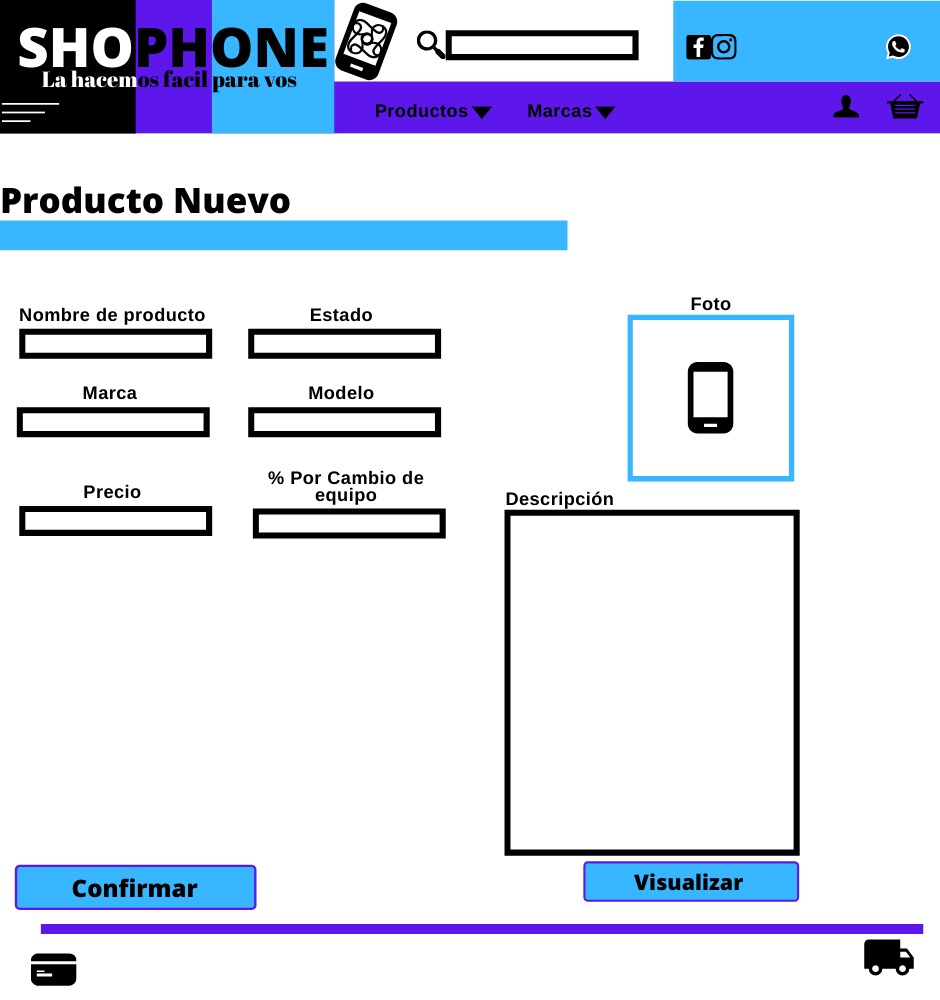 SHOPHONE
La hacemos facil para vos
Productos
Marcas
Producto Nuevo
Nombre de producto
Estado
Foto
Marca
Modelo
Precio
% Por Cambio de
equipo
Descripción
Confirmar
Visualizar